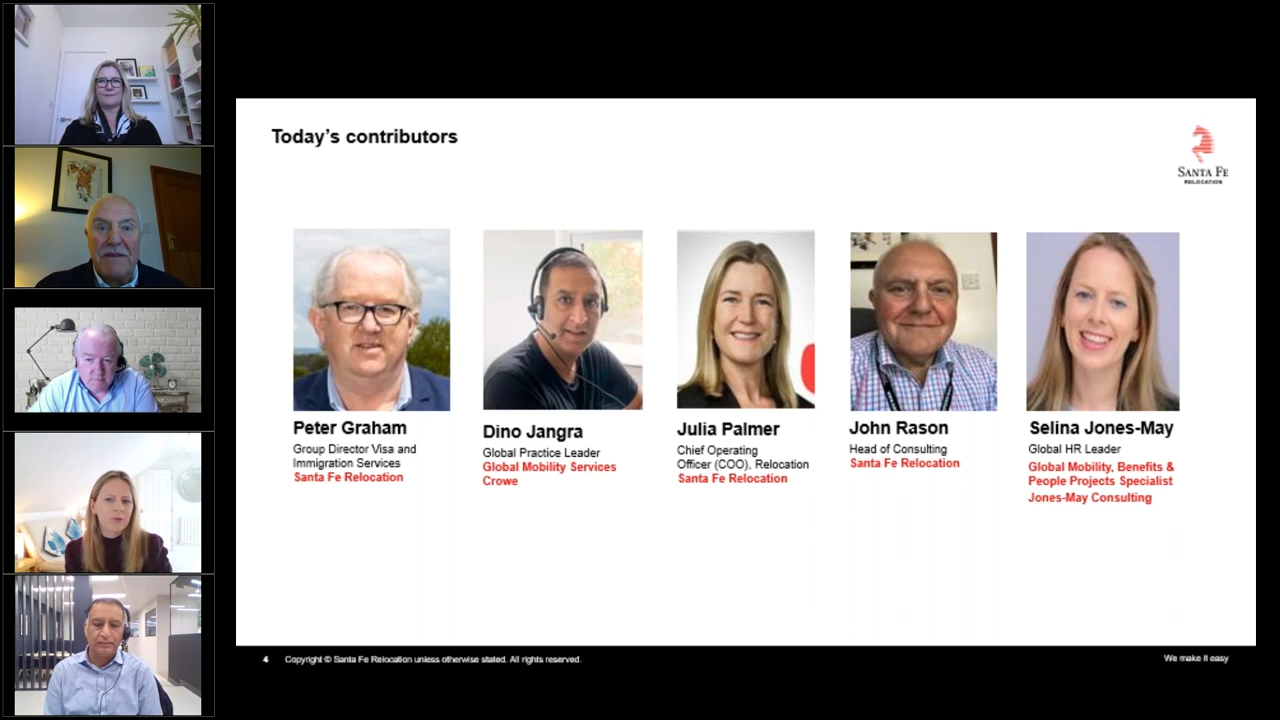 Today's contributors
SANTA FE
RELOCATION
Peter Graham
Group Director Visa and
Immigration Services
Santa Fe Relocation
Dino Jangra
Global Practice Leader
Global Mobility Services
Crowe
Julia Palmer
Chief Operating
Officer (COO), Relocation
Santa Fe Relocation
John Rason
Head of Consulting
Santa Fe Relocation
Selina Jones-May
Global HR Leader
Global Mobility, Benefits &
People Projects Specialist
Jones-May Consulting
4 Copyright © Santa Fe Relocation unless otherwise stated. All rights reserved.
We make it easy